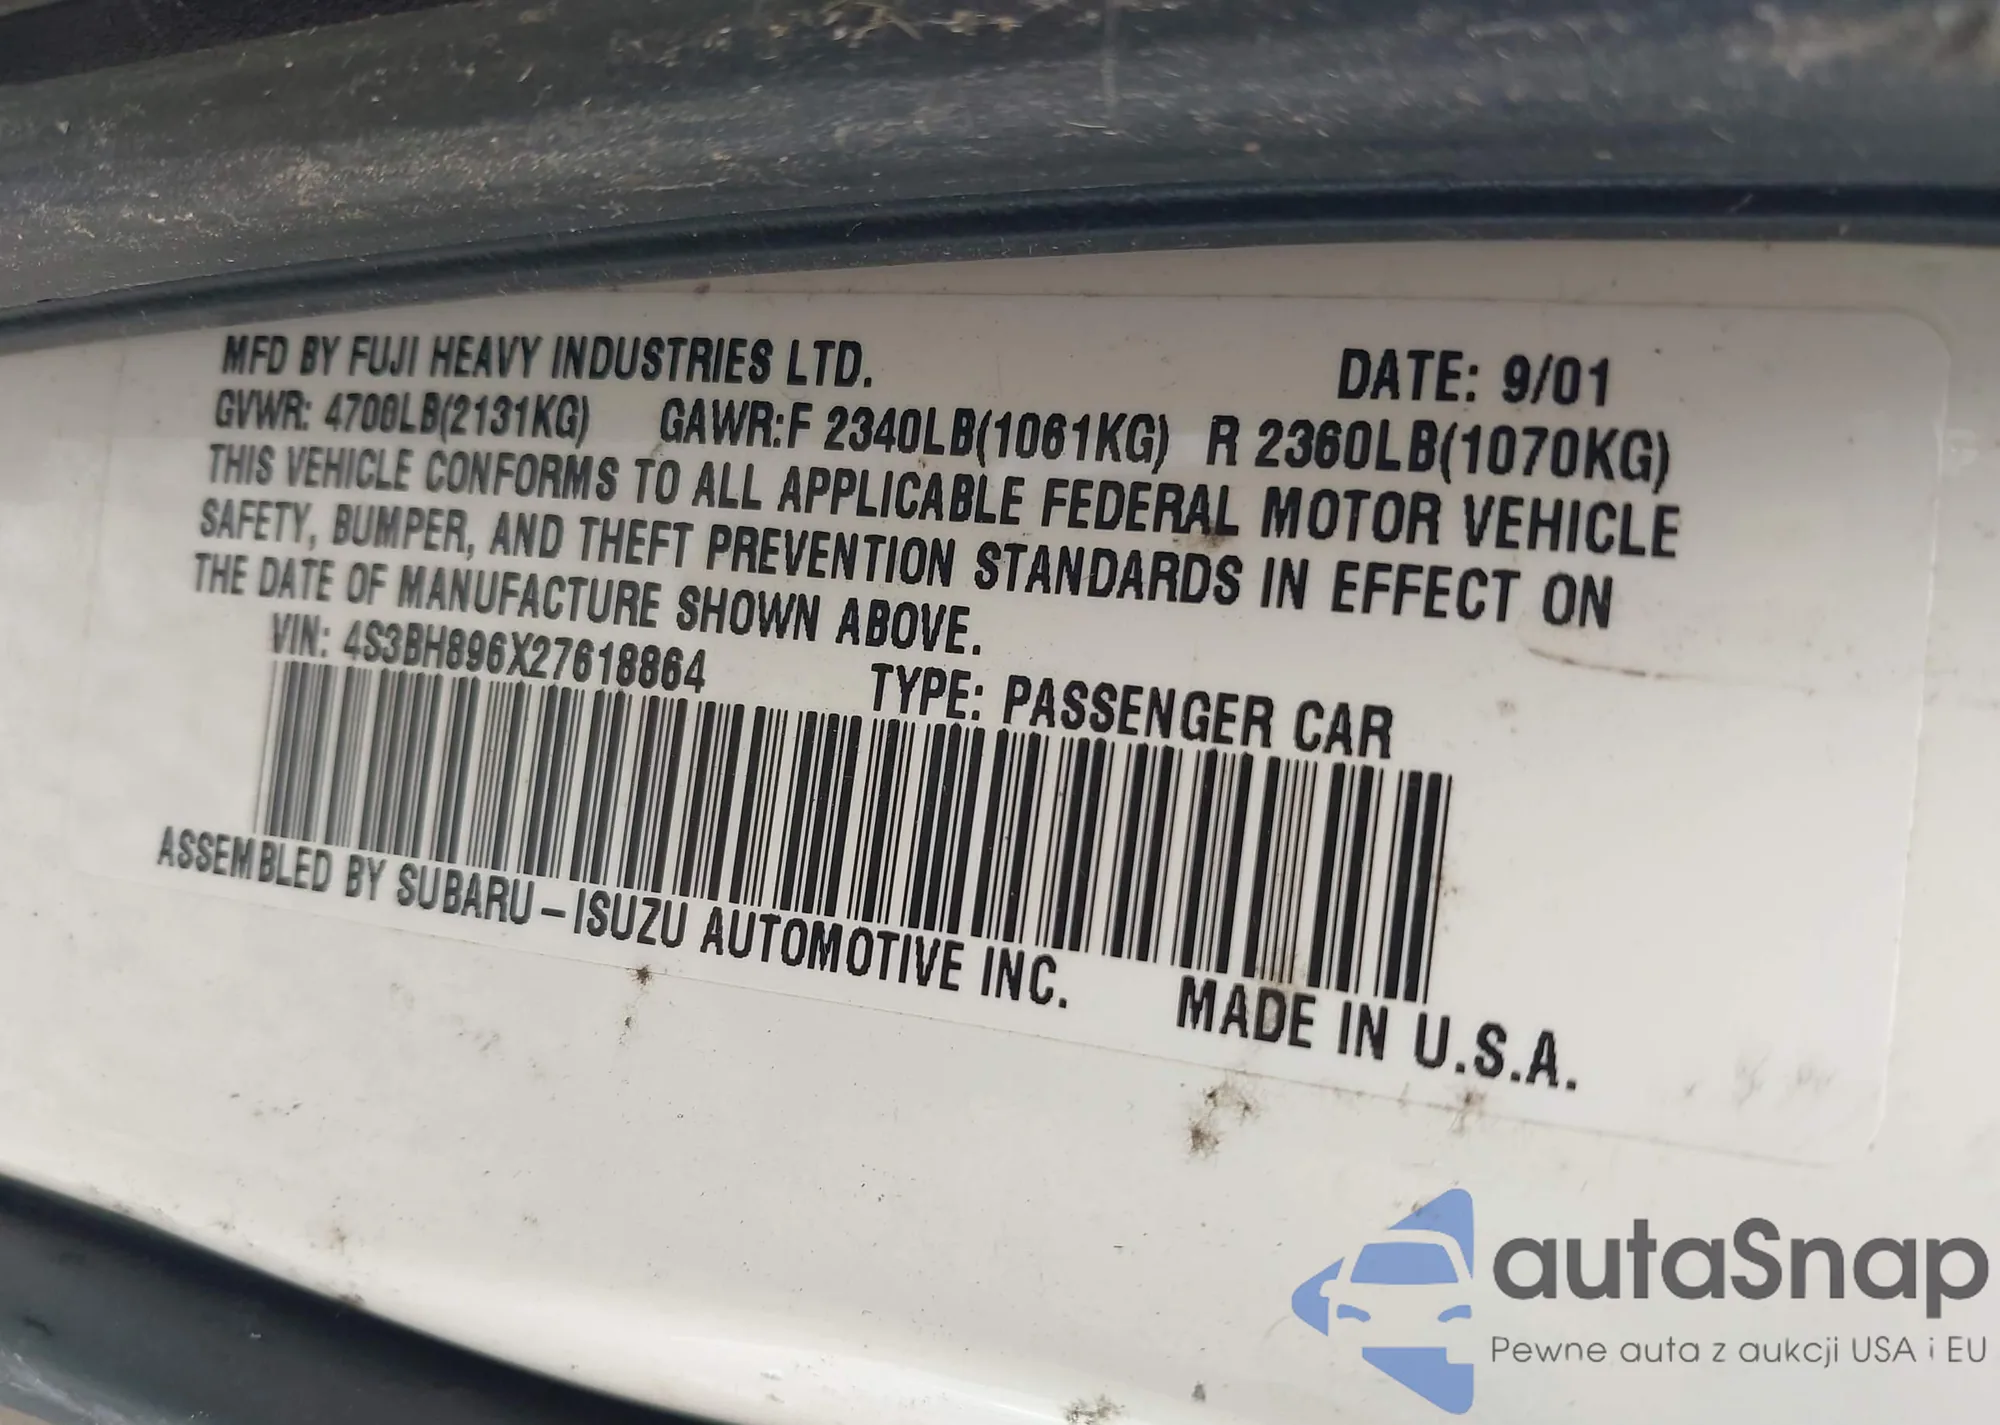 MFD BY FUJI HEAVY INDUSTRIES LTD. DATE: 9/01
GVWR: 4700LB(2131KG) GAWR:F 2340LB(1061KG) R 2360LB(1070KG)
THIS VEHICLE CONFORMS TO ALL APPLICABLE FEDERAL MOTOR VEHICLE
SAFETY, BUMPER, AND THEFT PREVENTION STANDARDS IN EFFECT ON
THE DATE OF MANUFACTURE SHOWN ABOVE.
VIN: 4S3BH896X27618864 TYPE: PASSENGER CAR
ASSEMBLED BY SUBARU-ISUZU AUTOMOTIVE INC. MADE IN U.S.A.
autaSnap
Pewne auta z aukcji USA i EU